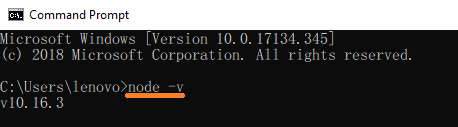 Command Prompt
Microsoft Windows [Version 10.0.17134.345]
(c) 2018 Microsoft Corporation. All rights reserved.
C:\Users\lenovo>node -v
v10.16.3